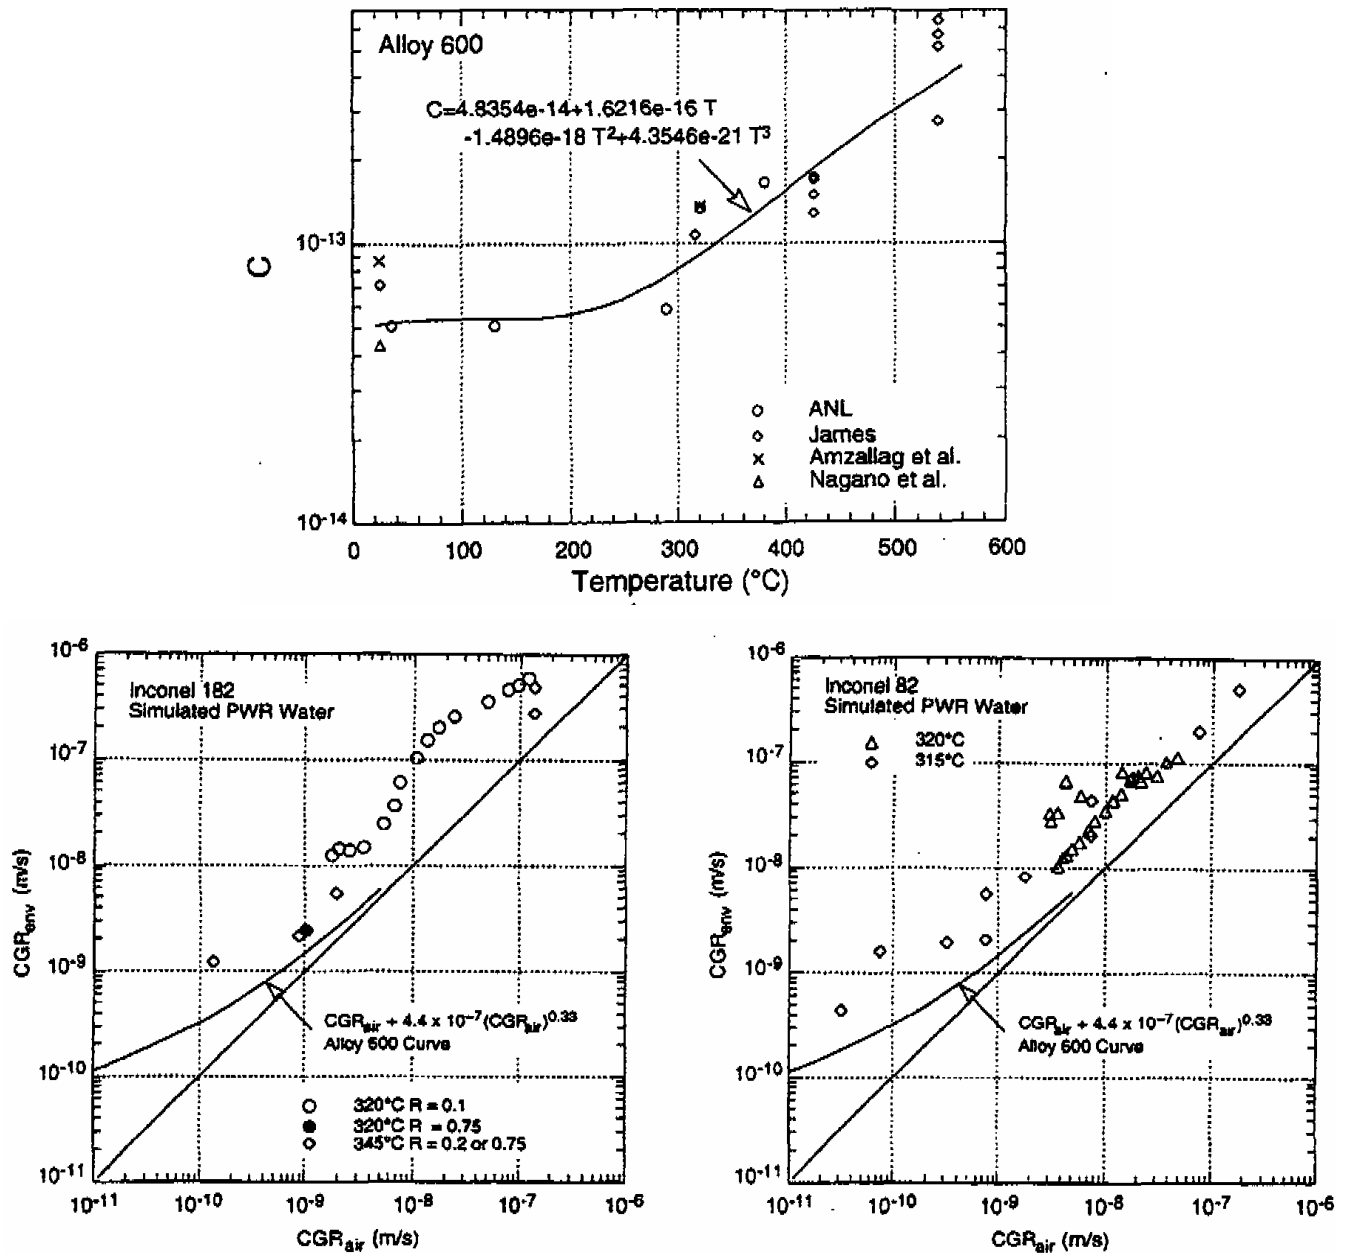 Alloy 600
C=4.8354e-14+1.6216e-16 T
-1.4896e-18 T²+4.3546e-21 T³
10⁻¹³
C
ANL
James
Amzallag et al.
Nagano et al.
10⁻¹⁴
0 100 200 300 400 500 600
Temperature (°C)
10⁻⁶
Inconel 182
Simulated PWR Water
10⁻⁷
10⁻⁸
CGRenv (m/s)
10⁻⁹
CGRair + 4.4 x 10⁻⁷(CGRair)⁰·³³
Alloy 600 Curve
10⁻¹⁰
320°C R = 0.1
320°C R = 0.75
345°C R = 0.2 or 0.75
10⁻¹¹
10⁻¹¹ 10⁻¹⁰ 10⁻⁹ 10⁻⁸ 10⁻⁷ 10⁻⁶
CGRair (m/s)
10⁻⁶
Inconel 82
Simulated PWR Water
320°C
315°C
10⁻⁷
10⁻⁸
CGRenv (m/s)
10⁻⁹
CGRair + 4.4 x 10⁻⁷(CGRair)⁰·³³
Alloy 600 Curve
10⁻¹⁰
10⁻¹¹
10⁻¹¹ 10⁻¹⁰ 10⁻⁹ 10⁻⁸ 10⁻⁷ 10⁻⁶
CGRair (m/s)